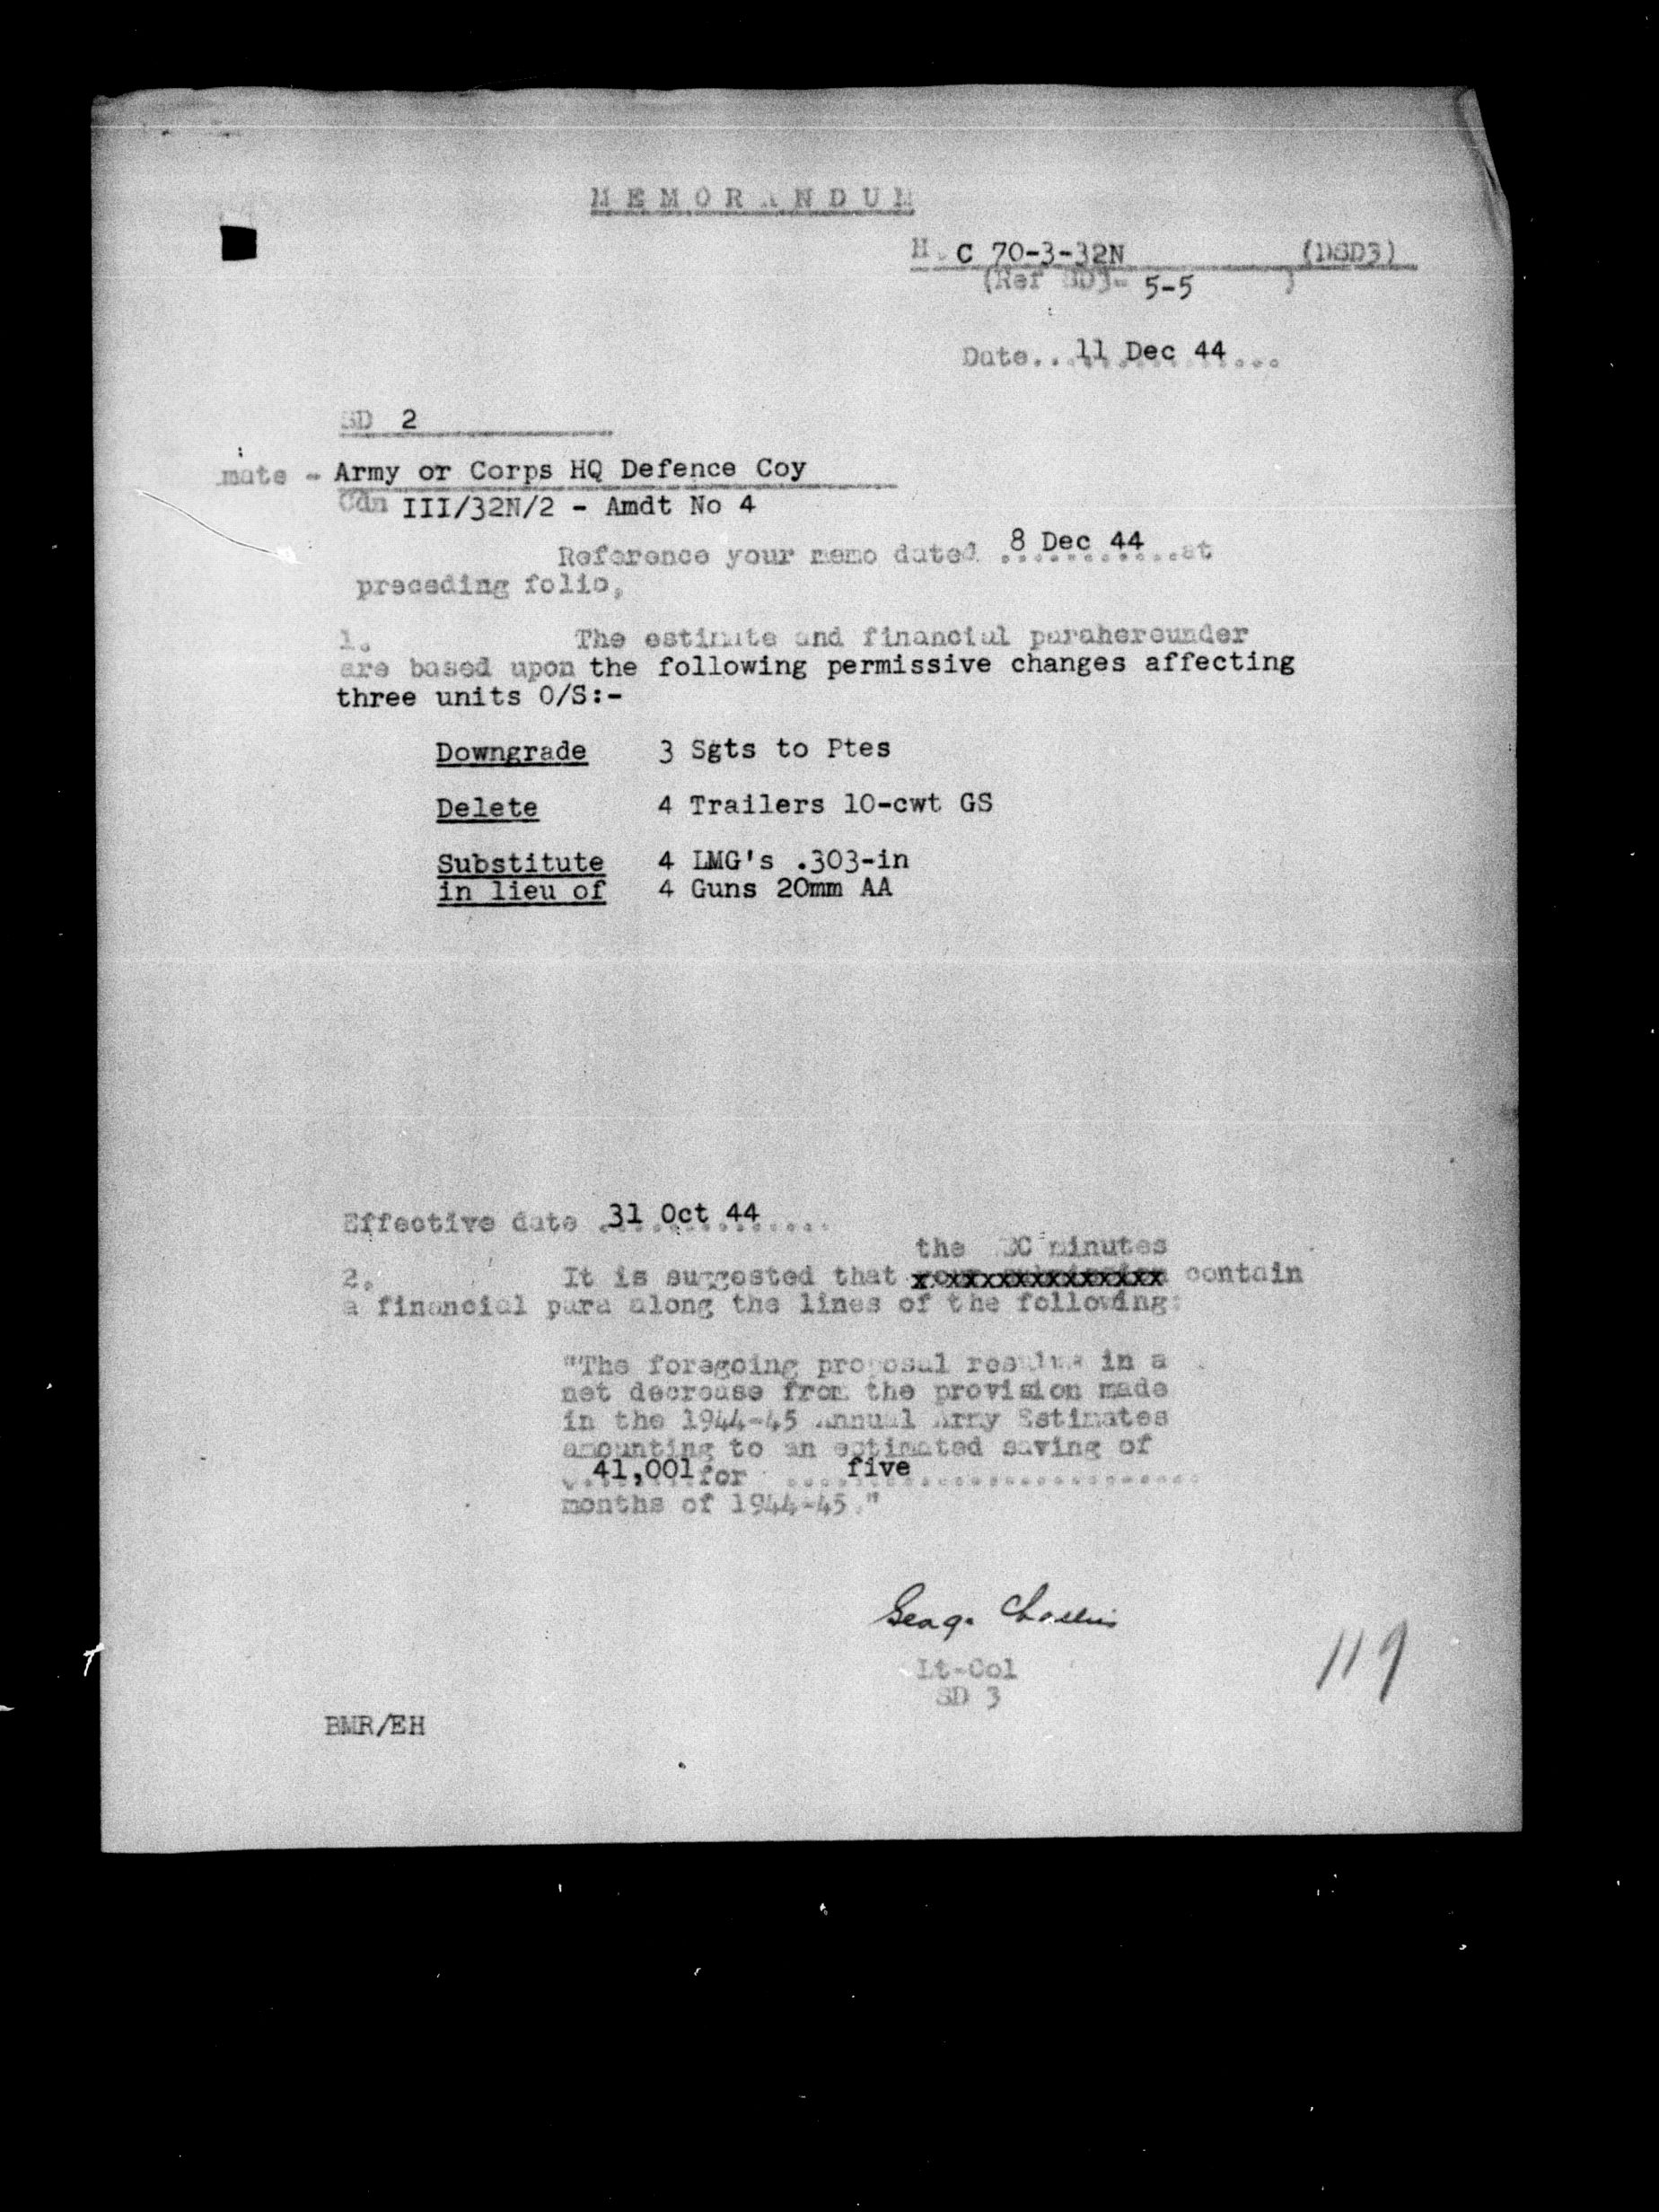 MEMORANDUM
H. C 70-3-32N (DSD3)
(Ref SD3- 5-5 )
Date.. 11 Dec 44 ...
SD 2
mate - Army or Corps HQ Defence Coy
Cdn III/32N/2 - Amdt No 4
Reference your memo dated 8 Dec 44 at
preceding folio,
1. The estimate and financial parahereunder
are based upon the following permissive changes affecting
three units O/S:-
Downgrade 3 Sgts to Ptes
Delete 4 Trailers 10-cwt GS
Substitute 4 LMG's .303-in
in lieu of 4 Guns 20mm AA
Effective date 31 Oct 44
the minutes
2. It is suggested that contain
a financial para along the lines of the following:
"The foregoing proposal results in a
net decrease from the provision made
in the 1944-45 Annual Army Estimates
amounting to an estimated saving of
41,001 for five
months of 1944-45."
Lt-Col
SD 3
119
BMR/EH